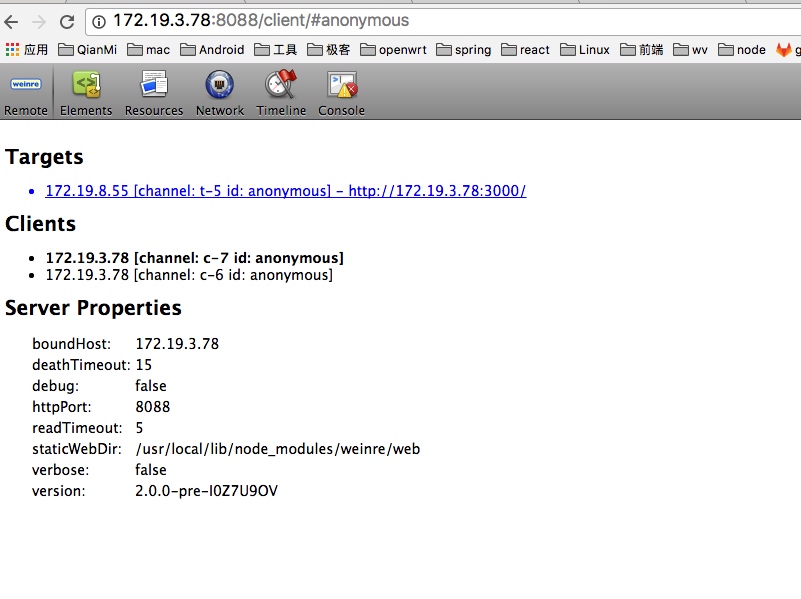 172.19.3.78:8088/client/#anonymous
应用 QianMi mac Android 工具 极客 openwrt spring react Linux 前端 wv node g
weinre
Remote Elements Resources Network Timeline Console
Targets
172.19.8.55 [channel: t-5 id: anonymous] - http://172.19.3.78:3000/
Clients
172.19.3.78 [channel: c-7 id: anonymous]
172.19.3.78 [channel: c-6 id: anonymous]
Server Properties
boundHost: 172.19.3.78
deathTimeout: 15
debug: false
httpPort: 8088
readTimeout: 5
staticWebDir: /usr/local/lib/node_modules/weinre/web
verbose: false
version: 2.0.0-pre-I0Z7U9OV